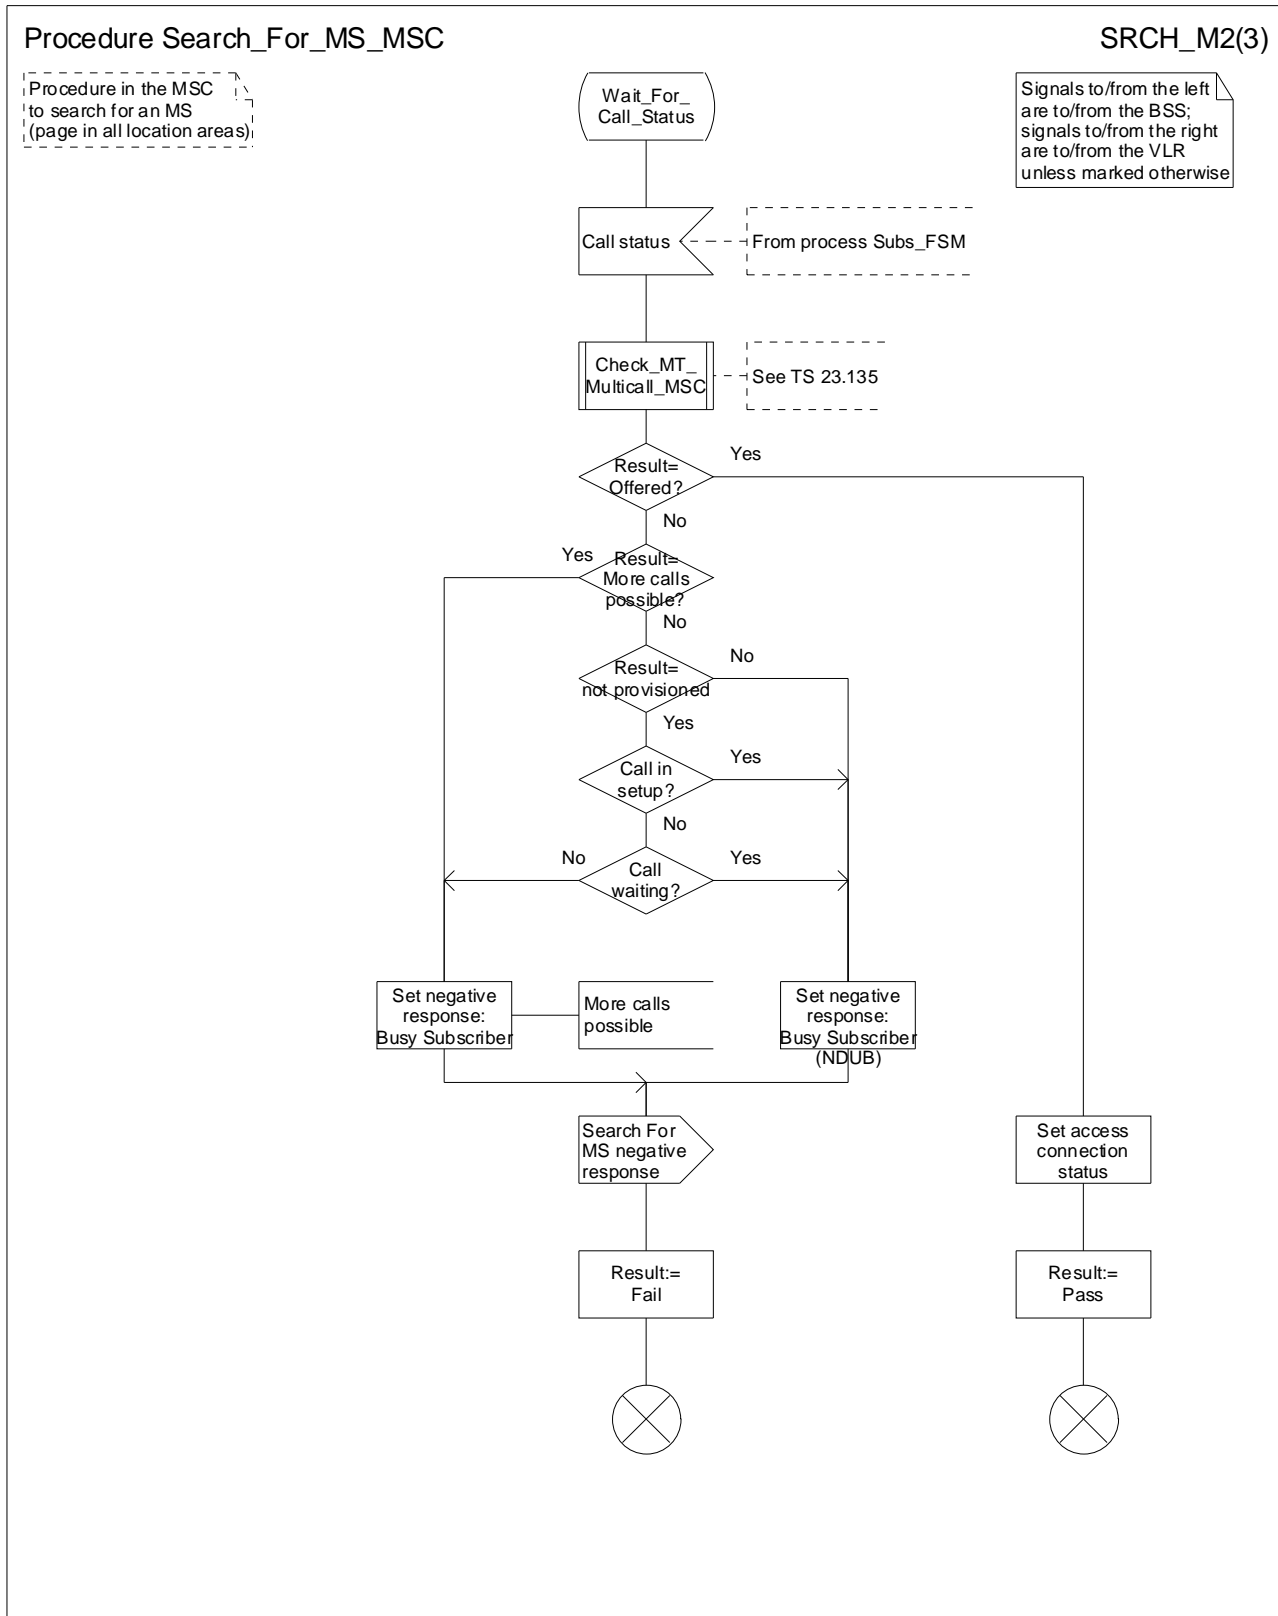 Procedure Search_For_MS_MSC
SRCH_M2(3)
Procedure in the MSC
to search for an MS
(page in all location areas)
Wait_For_
Call_Status
Signals to/from the left
are to/from the BSS;
signals to/from the right
are to/from the VLR
unless marked otherwise
Call status
From process Subs_FSM
Check_MT_
Multicall_MSC
See TS 23.135
Result=
Offered?
Yes
No
Yes
Result=
More calls
possible?
No
Result=
not provisioned
No
Yes
Call in
setup?
Yes
No
No
Call
waiting?
Yes
Set negative
response:
Busy Subscriber
More calls
possible
Set negative
response:
Busy Subscriber
(NDUB)
Search For
MS negative
response
Set access
connection
status
Result:=
Fail
Result:=
Pass